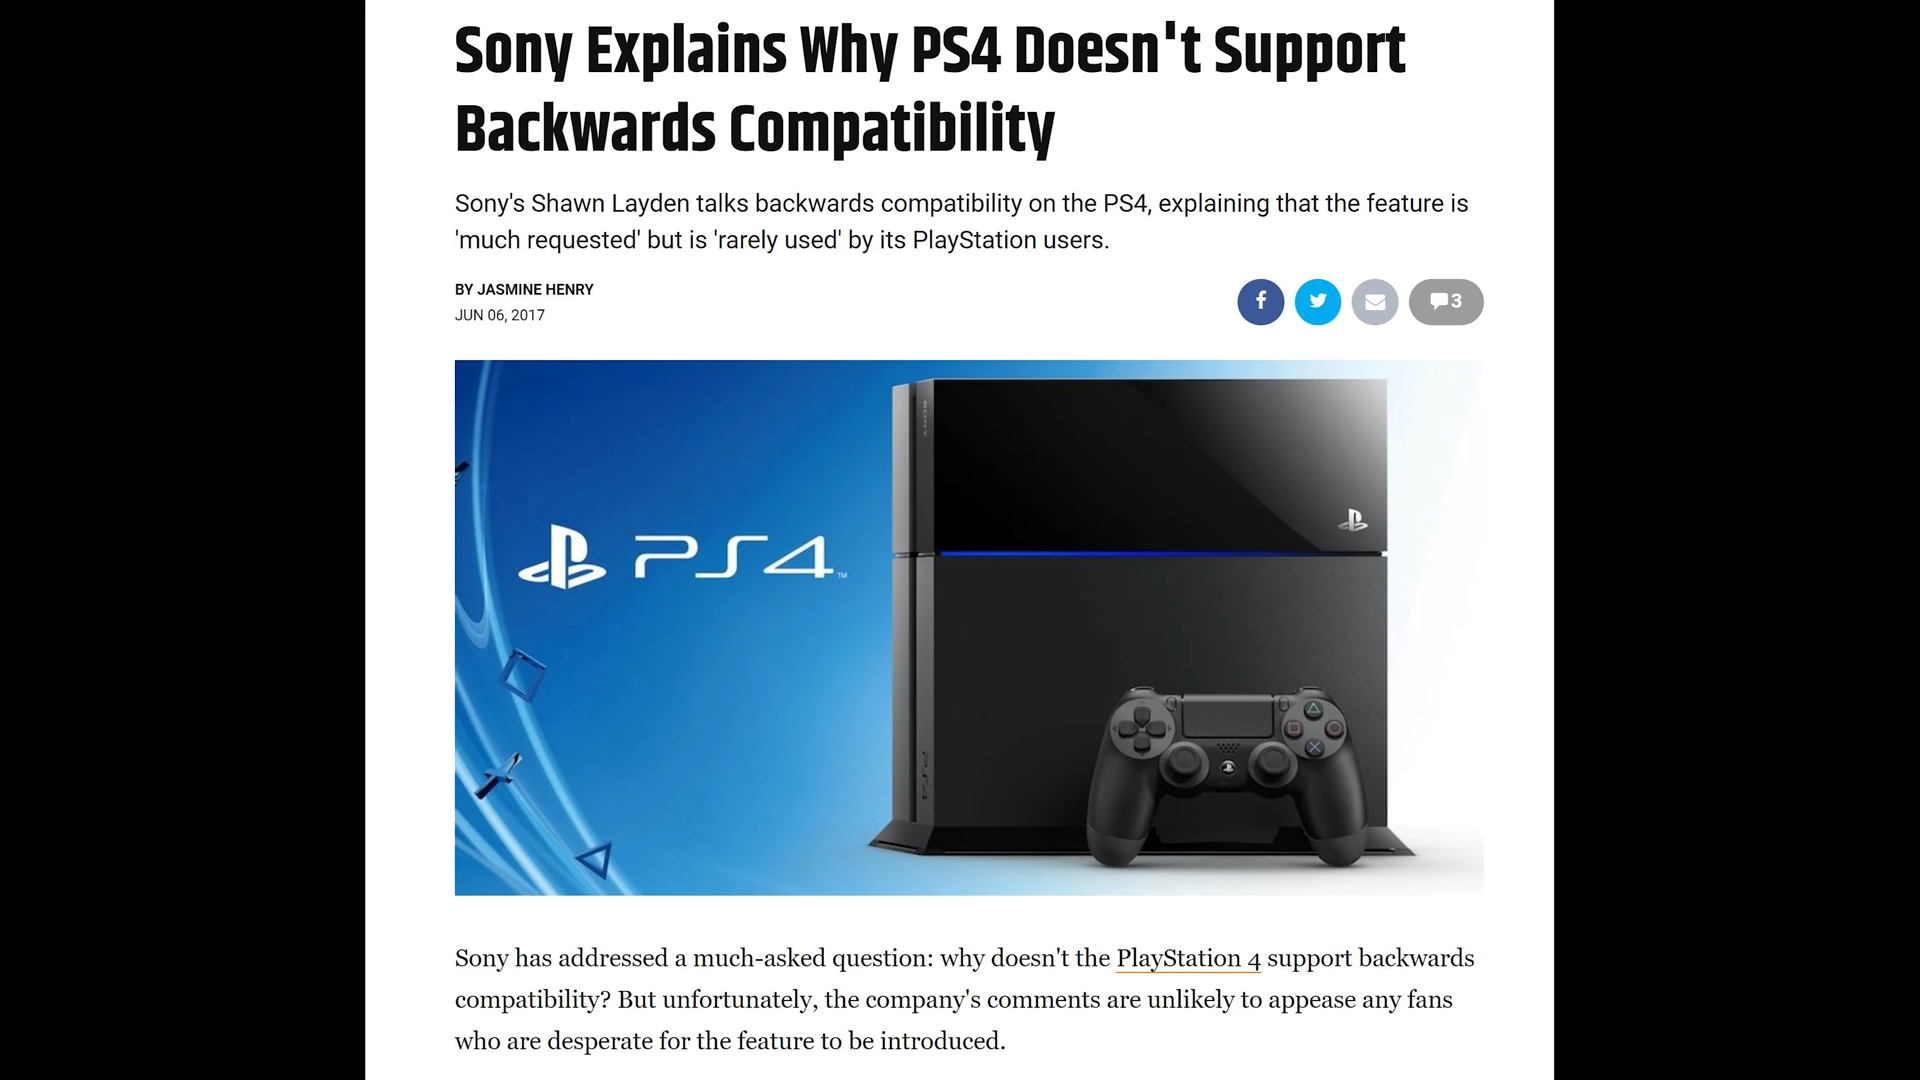 Sony Explains Why PS4 Doesn't Support
Backwards Compatibility
Sony's Shawn Layden talks backwards compatibility on the PS4, explaining that the feature is
'much requested' but is 'rarely used' by its PlayStation users.
BY JASMINE HENRY
JUN 06, 2017
3
SONY
PS4™
PS4
Sony has addressed a much-asked question: why doesn't the PlayStation 4 support backwards
compatibility? But unfortunately, the company's comments are unlikely to appease any fans
who are desperate for the feature to be introduced.